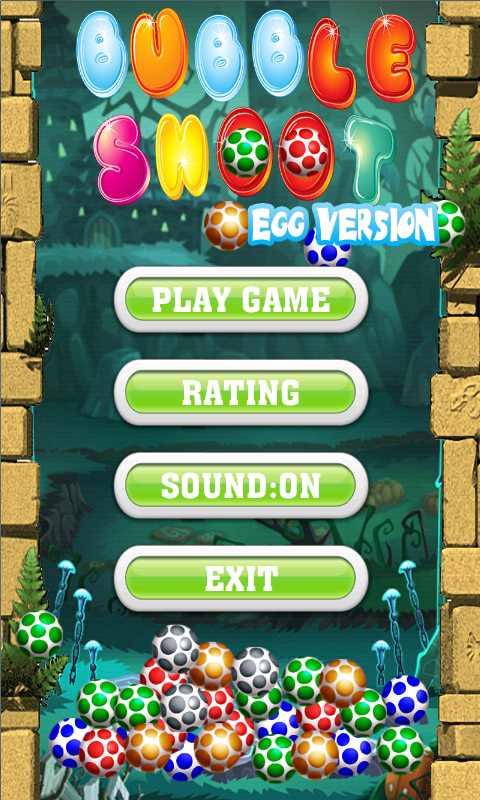 BUBBLE
SHOOT
EGG VERSION
PLAY GAME
RATING
SOUND:ON
EXIT